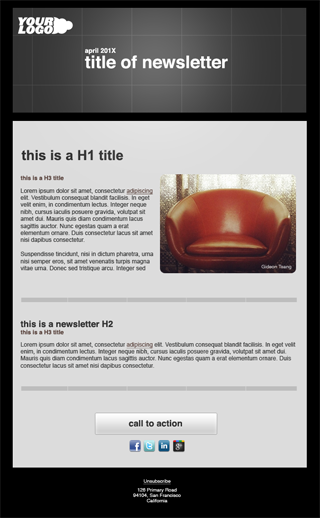 YOUR
LOGO
april 201X
title of newsletter
this is a H1 title
this is a H3 title
Lorem ipsum dolor sit amet, consectetur adipiscing
elit. Vestibulum consequat blandit facilisis. In eget
velit enim, in condimentum lectus. Integer neque
nibh, cursus iaculis posuere gravida, volutpat sit
amet dui. Mauris quis diam condimentum lacus
sagittis auctor. Nunc egestas quam a erat
elementum ornare. Duis consectetur lacus sit amet
nisi dapibus consectetur.
Suspendisse tincidunt, nisi in dictum pharetra, urna
nisi semper eros, sit amet venenatis turpis magna
vitae urna. Donec sed tristique arcu. Integer sed
Gideon Tsang
this is a newsletter H2
this is a H3 title
Lorem ipsum dolor sit amet, consectetur adipiscing elit. Vestibulum consequat blandit facilisis. In eget velit
enim, in condimentum lectus. Integer neque nibh, cursus iaculis posuere gravida, volutpat sit amet dui.
Mauris quis diam condimentum lacus sagittis auctor. Nunc egestas quam a erat elementum ornare. Duis
consectetur lacus sit amet nisi dapibus consectetur.
call to action
Unsubscribe
128 Primary Road
94104, San Francisco
California